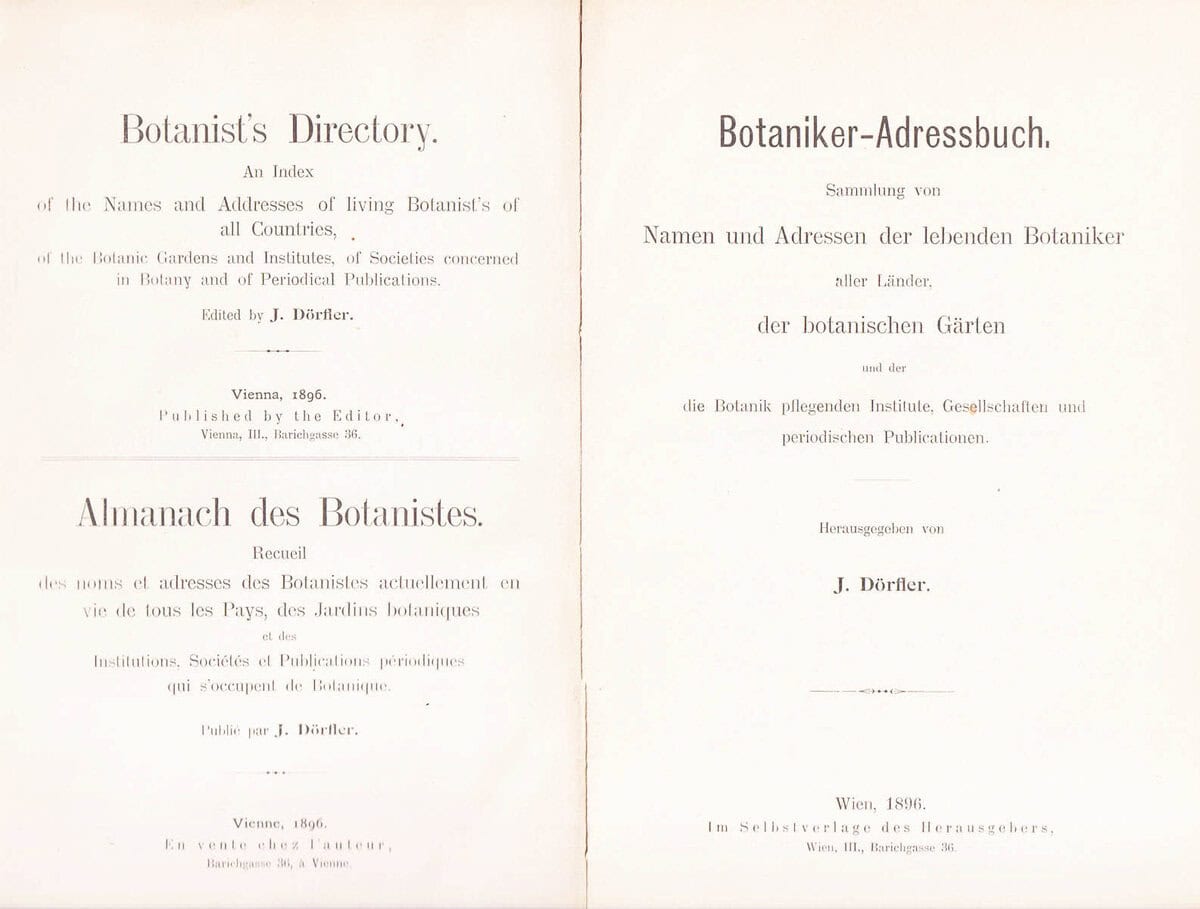 Botanist's Directory.
An Index
of the Names and Addresses of living Botanist's of
all Countries,
of the Botanic Gardens and Institutes, of Societies concerned
in Botany and of Periodical Publications.
Edited by J. Dörfler.
Vienna, 1896.
Published by the Editor,
Vienna, III., Barichgasse 36.
Almanach des Botanistes.
Recueil
des noms et adresses des Botanistes actuellement en
vie de tous les Pays, des Jardins botaniques
et des
Institutions, Sociétés et Publications périodiques
qui s'occupent de Botanique.
Publié par J. Dörfler.
Vienne, 1896.
En vente chez l'auteur,
Barichgasse 36, à Vienne.
Botaniker-Adressbuch.
Sammlung von
Namen und Adressen der lebenden Botaniker
aller Länder,
der botanischen Gärten
und der
die Botanik pflegenden Institute, Gesellschaften und
periodischen Publicationen.
Herausgegeben von
J. Dörfler.
Wien, 1896.
Im Selbstverlage des Herausgebers,
Wien, III., Barichgasse 36.